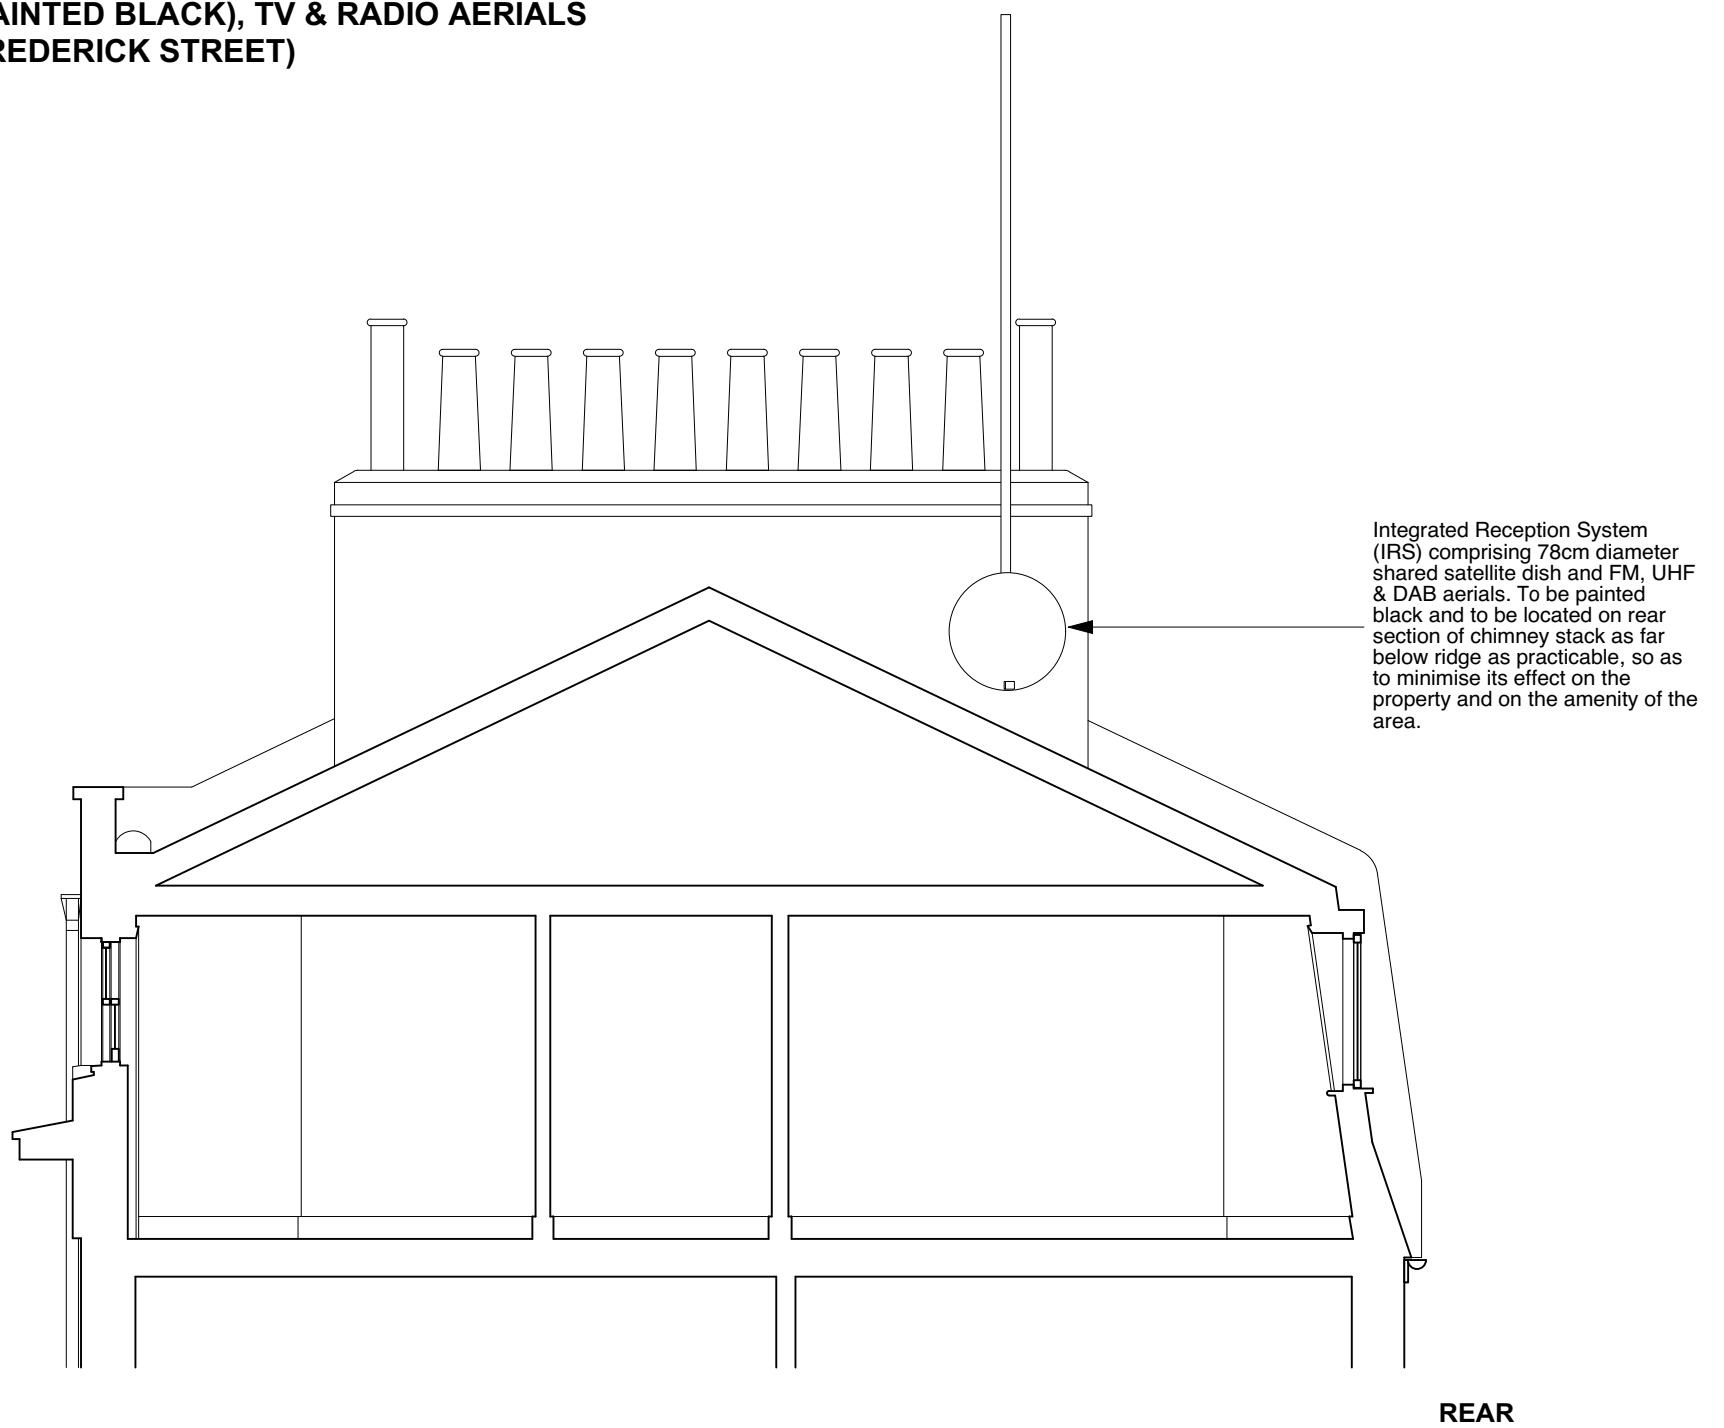 AINTED BLACK), TV & RADIO AERIALS
REDERICK STREET)
Integrated Reception System
(IRS) comprising 78cm diameter
shared satellite dish and FM, UHF
& DAB aerials. To be painted
black and to be located on rear
section of chimney stack as far
below ridge as practicable, so as
to minimise its effect on the
property and on the amenity of the
area.
REAR